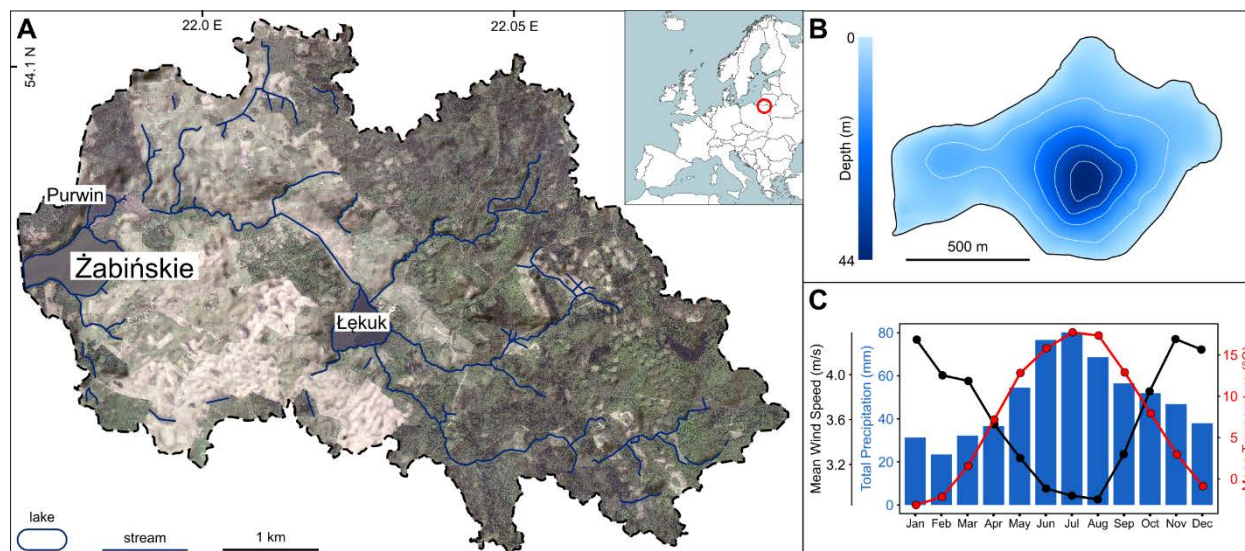 A
22.0 E
22.05 E
54.1 N
Purwin
Żabińskie
Łękuk
lake
stream
1 km
B
0
Depth (m)
44
500 m
C
Mean Wind Speed (m/s)
4.0
3.6
3.2
Total Precipitation (mm)
80
60
40
20
0
15
10
5
0
Jan Feb Mar Apr May Jun Jul Aug Sep Oct Nov Dec